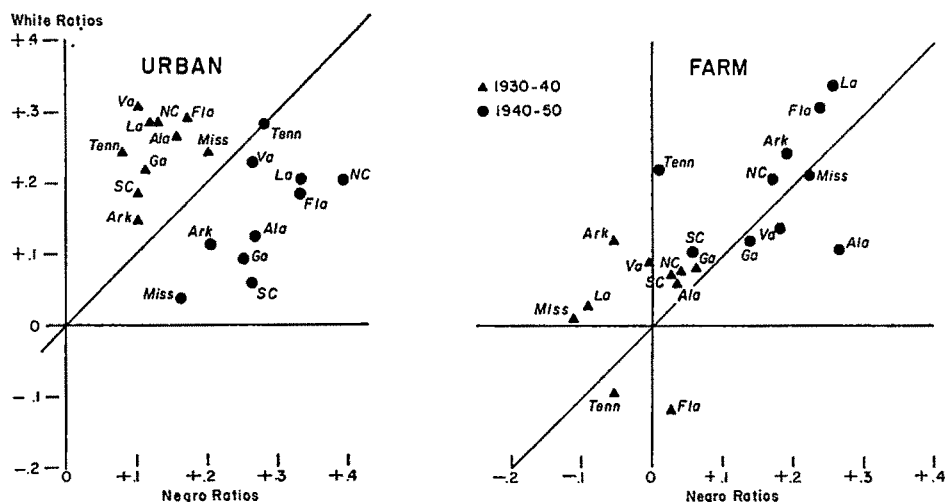 White Ratios
+.4
URBAN
Va
La
NC
Fla
+.3
Ala
Miss
Tenn
Tenn
Ga
Va
SC
La
NC
+.2
Fla
Ark
Ark
Ala
+.1
Ga
Miss
SC
0
-.1
-.2
0
+.1
+.2
+.3
+.4
Negro Ratios
FARM
1930-40
1940-50
La
Fla
Ark
Tenn
NC
Miss
Ark
SC
Va
Ala
Va
NC
Ga
Ga
SC
La
Ala
Miss
Tenn
Fla
-.2
-.1
0
+.1
+.2
+.3
+.4
Negro Ratios